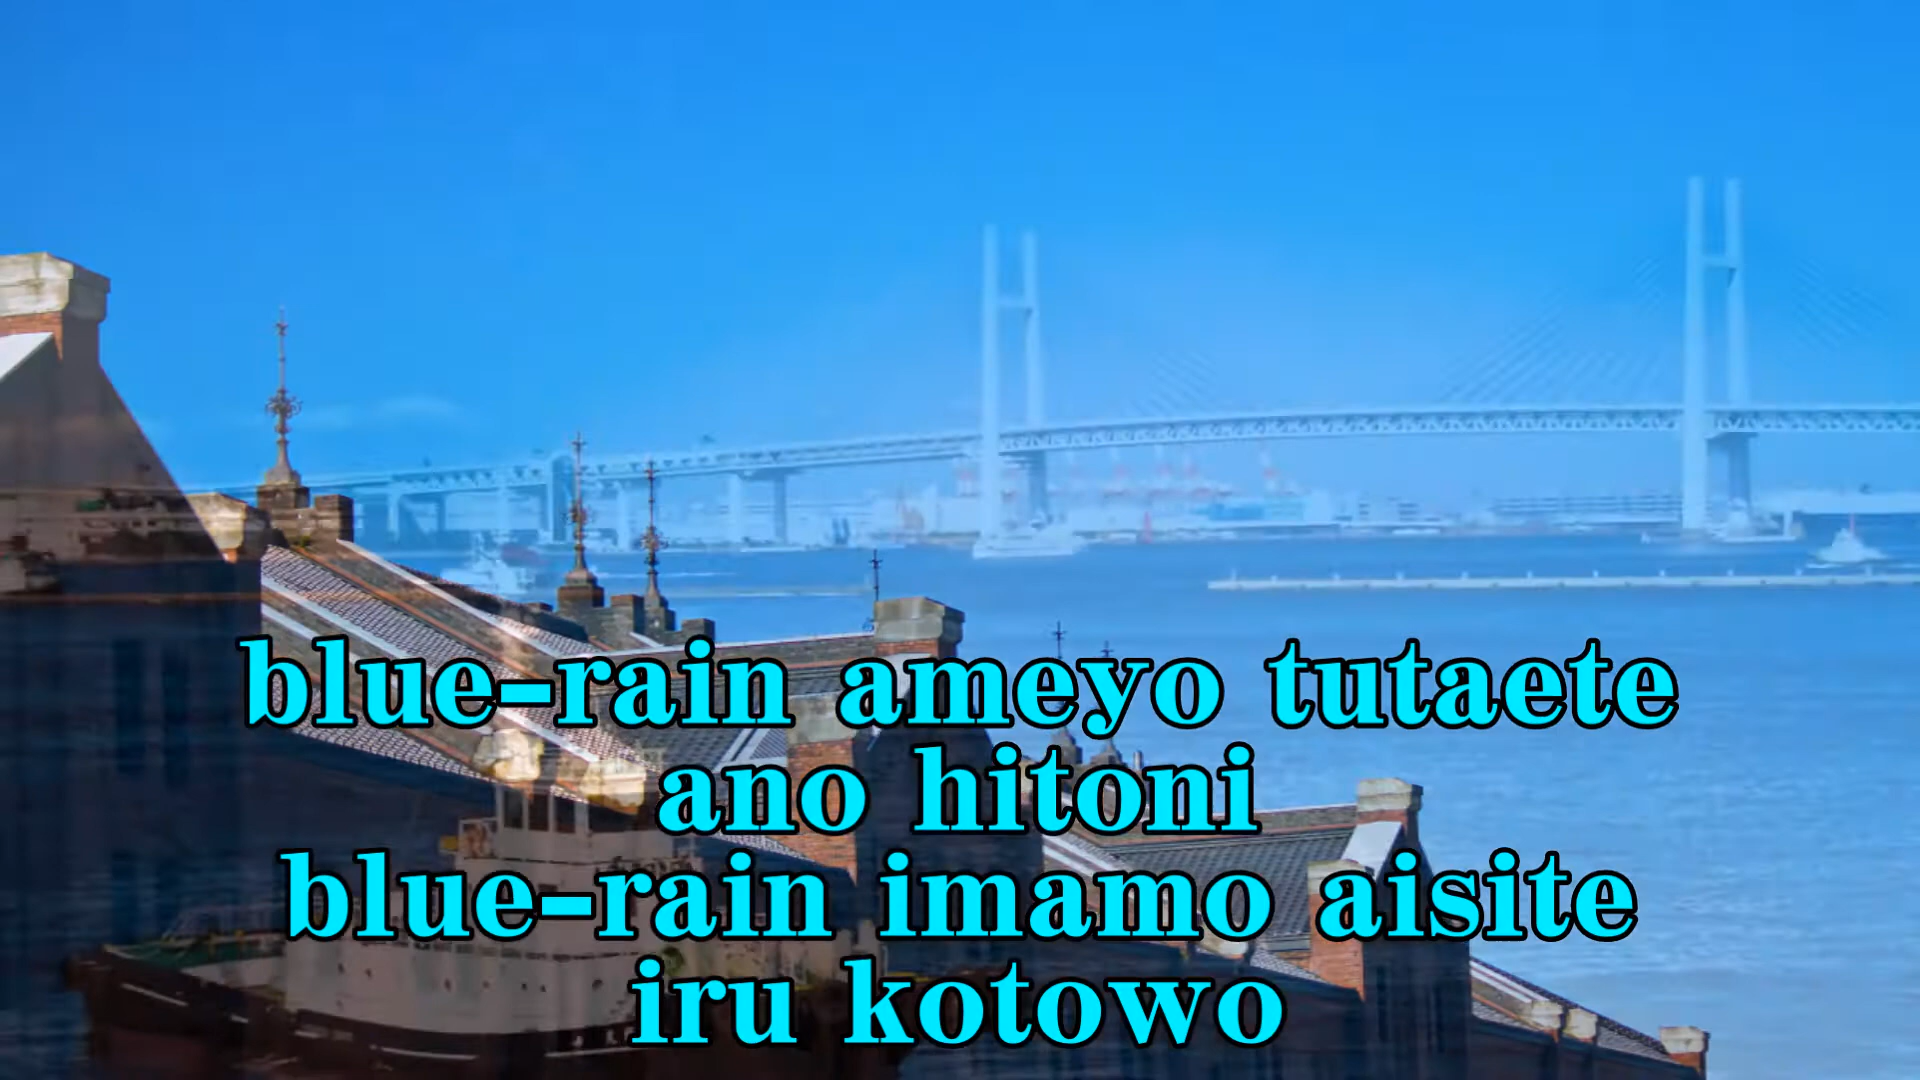 blue-rain ameyo tutaete
ano hitoni
blue-rain imamo aisite
iru kotowo